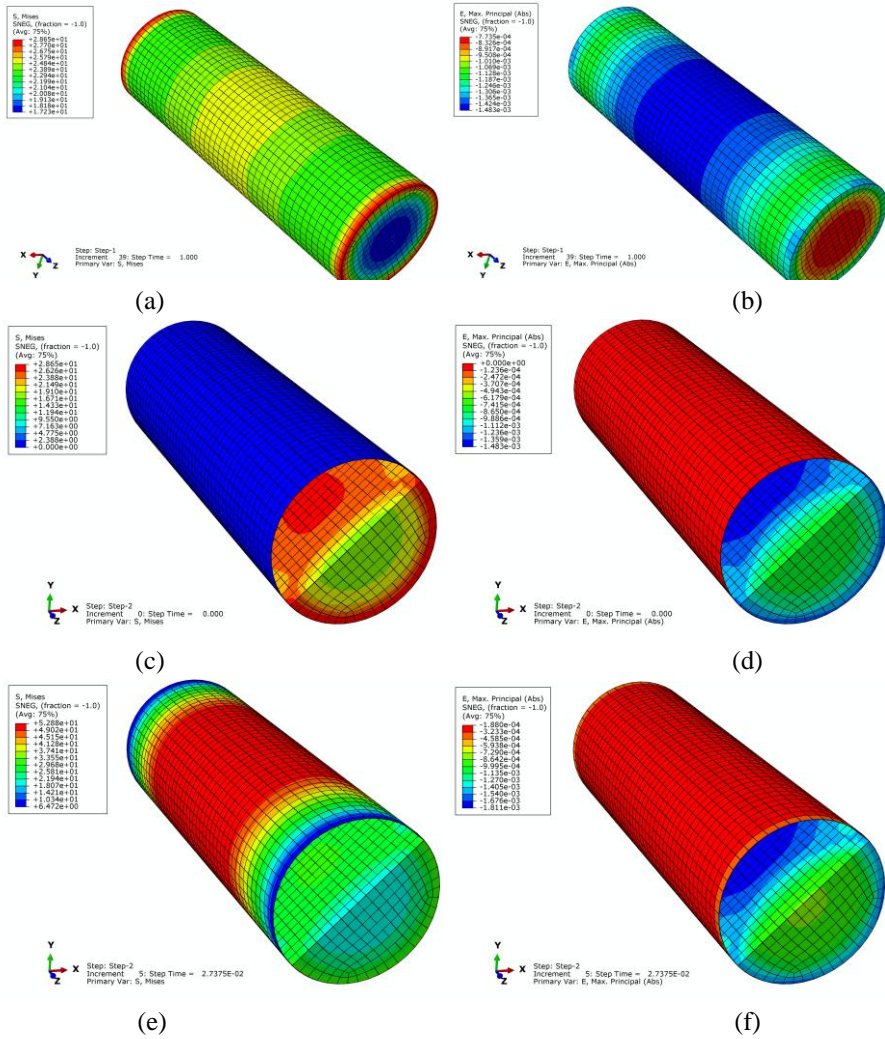 S, Mises
SNEG, (fraction = -1.0)
(Avg: 75%)
+2.865e+01
+2.770e+01
+2.675e+01
+2.579e+01
+2.484e+01
+2.389e+01
+2.294e+01
+2.199e+01
+2.104e+01
+2.008e+01
+1.913e+01
+1.818e+01
+1.723e+01
X
Y
Z
Step: Step-1
Increment 39: Step Time = 1.000
Primary Var: S, Mises
(a)
E, Max. Principal (Abs)
SNEG, (fraction = -1.0)
(Avg: 75%)
-7.735e-04
-8.326e-04
-8.917e-04
-9.508e-04
-1.010e-03
-1.069e-03
-1.128e-03
-1.187e-03
-1.246e-03
-1.306e-03
-1.365e-03
-1.424e-03
-1.483e-03
X
Y
Z
Step: Step-1
Increment 39: Step Time = 1.000
Primary Var: E, Max. Principal (Abs)
(b)
S, Mises
SNEG, (fraction = -1.0)
(Avg: 75%)
+2.865e+01
+2.626e+01
+2.388e+01
+2.149e+01
+1.910e+01
+1.671e+01
+1.433e+01
+1.194e+01
+9.550e+00
+7.163e+00
+4.775e+00
+2.388e+00
+0.000e+00
Y
X
Z
Step: Step-2
Increment 0: Step Time = 0.000
Primary Var: S, Mises
(c)
E, Max. Principal (Abs)
SNEG, (fraction = -1.0)
(Avg: 75%)
+0.000e+00
-1.236e-04
-2.472e-04
-3.707e-04
-4.943e-04
-6.179e-04
-7.415e-04
-8.650e-04
-9.886e-04
-1.112e-03
-1.236e-03
-1.359e-03
-1.483e-03
Y
X
Z
Step: Step-2
Increment 0: Step Time = 0.000
Primary Var: E, Max. Principal (Abs)
(d)
S, Mises
SNEG, (fraction = -1.0)
(Avg: 75%)
+5.288e+01
+4.902e+01
+4.515e+01
+4.128e+01
+3.741e+01
+3.355e+01
+2.968e+01
+2.581e+01
+2.194e+01
+1.807e+01
+1.421e+01
+1.034e+01
+6.472e+00
Y
X
Z
Step: Step-2
Increment 5: Step Time = 2.7375E-02
Primary Var: S, Mises
(e)
E, Max. Principal (Abs)
SNEG, (fraction = -1.0)
(Avg: 75%)
-1.880e-04
-3.233e-04
-4.585e-04
-5.938e-04
-7.290e-04
-8.642e-04
-9.995e-04
-1.135e-03
-1.270e-03
-1.405e-03
-1.540e-03
-1.676e-03
-1.811e-03
Y
X
Z
Step: Step-2
Increment 5: Step Time = 2.7375E-02
Primary Var: E, Max. Principal (Abs)
(f)